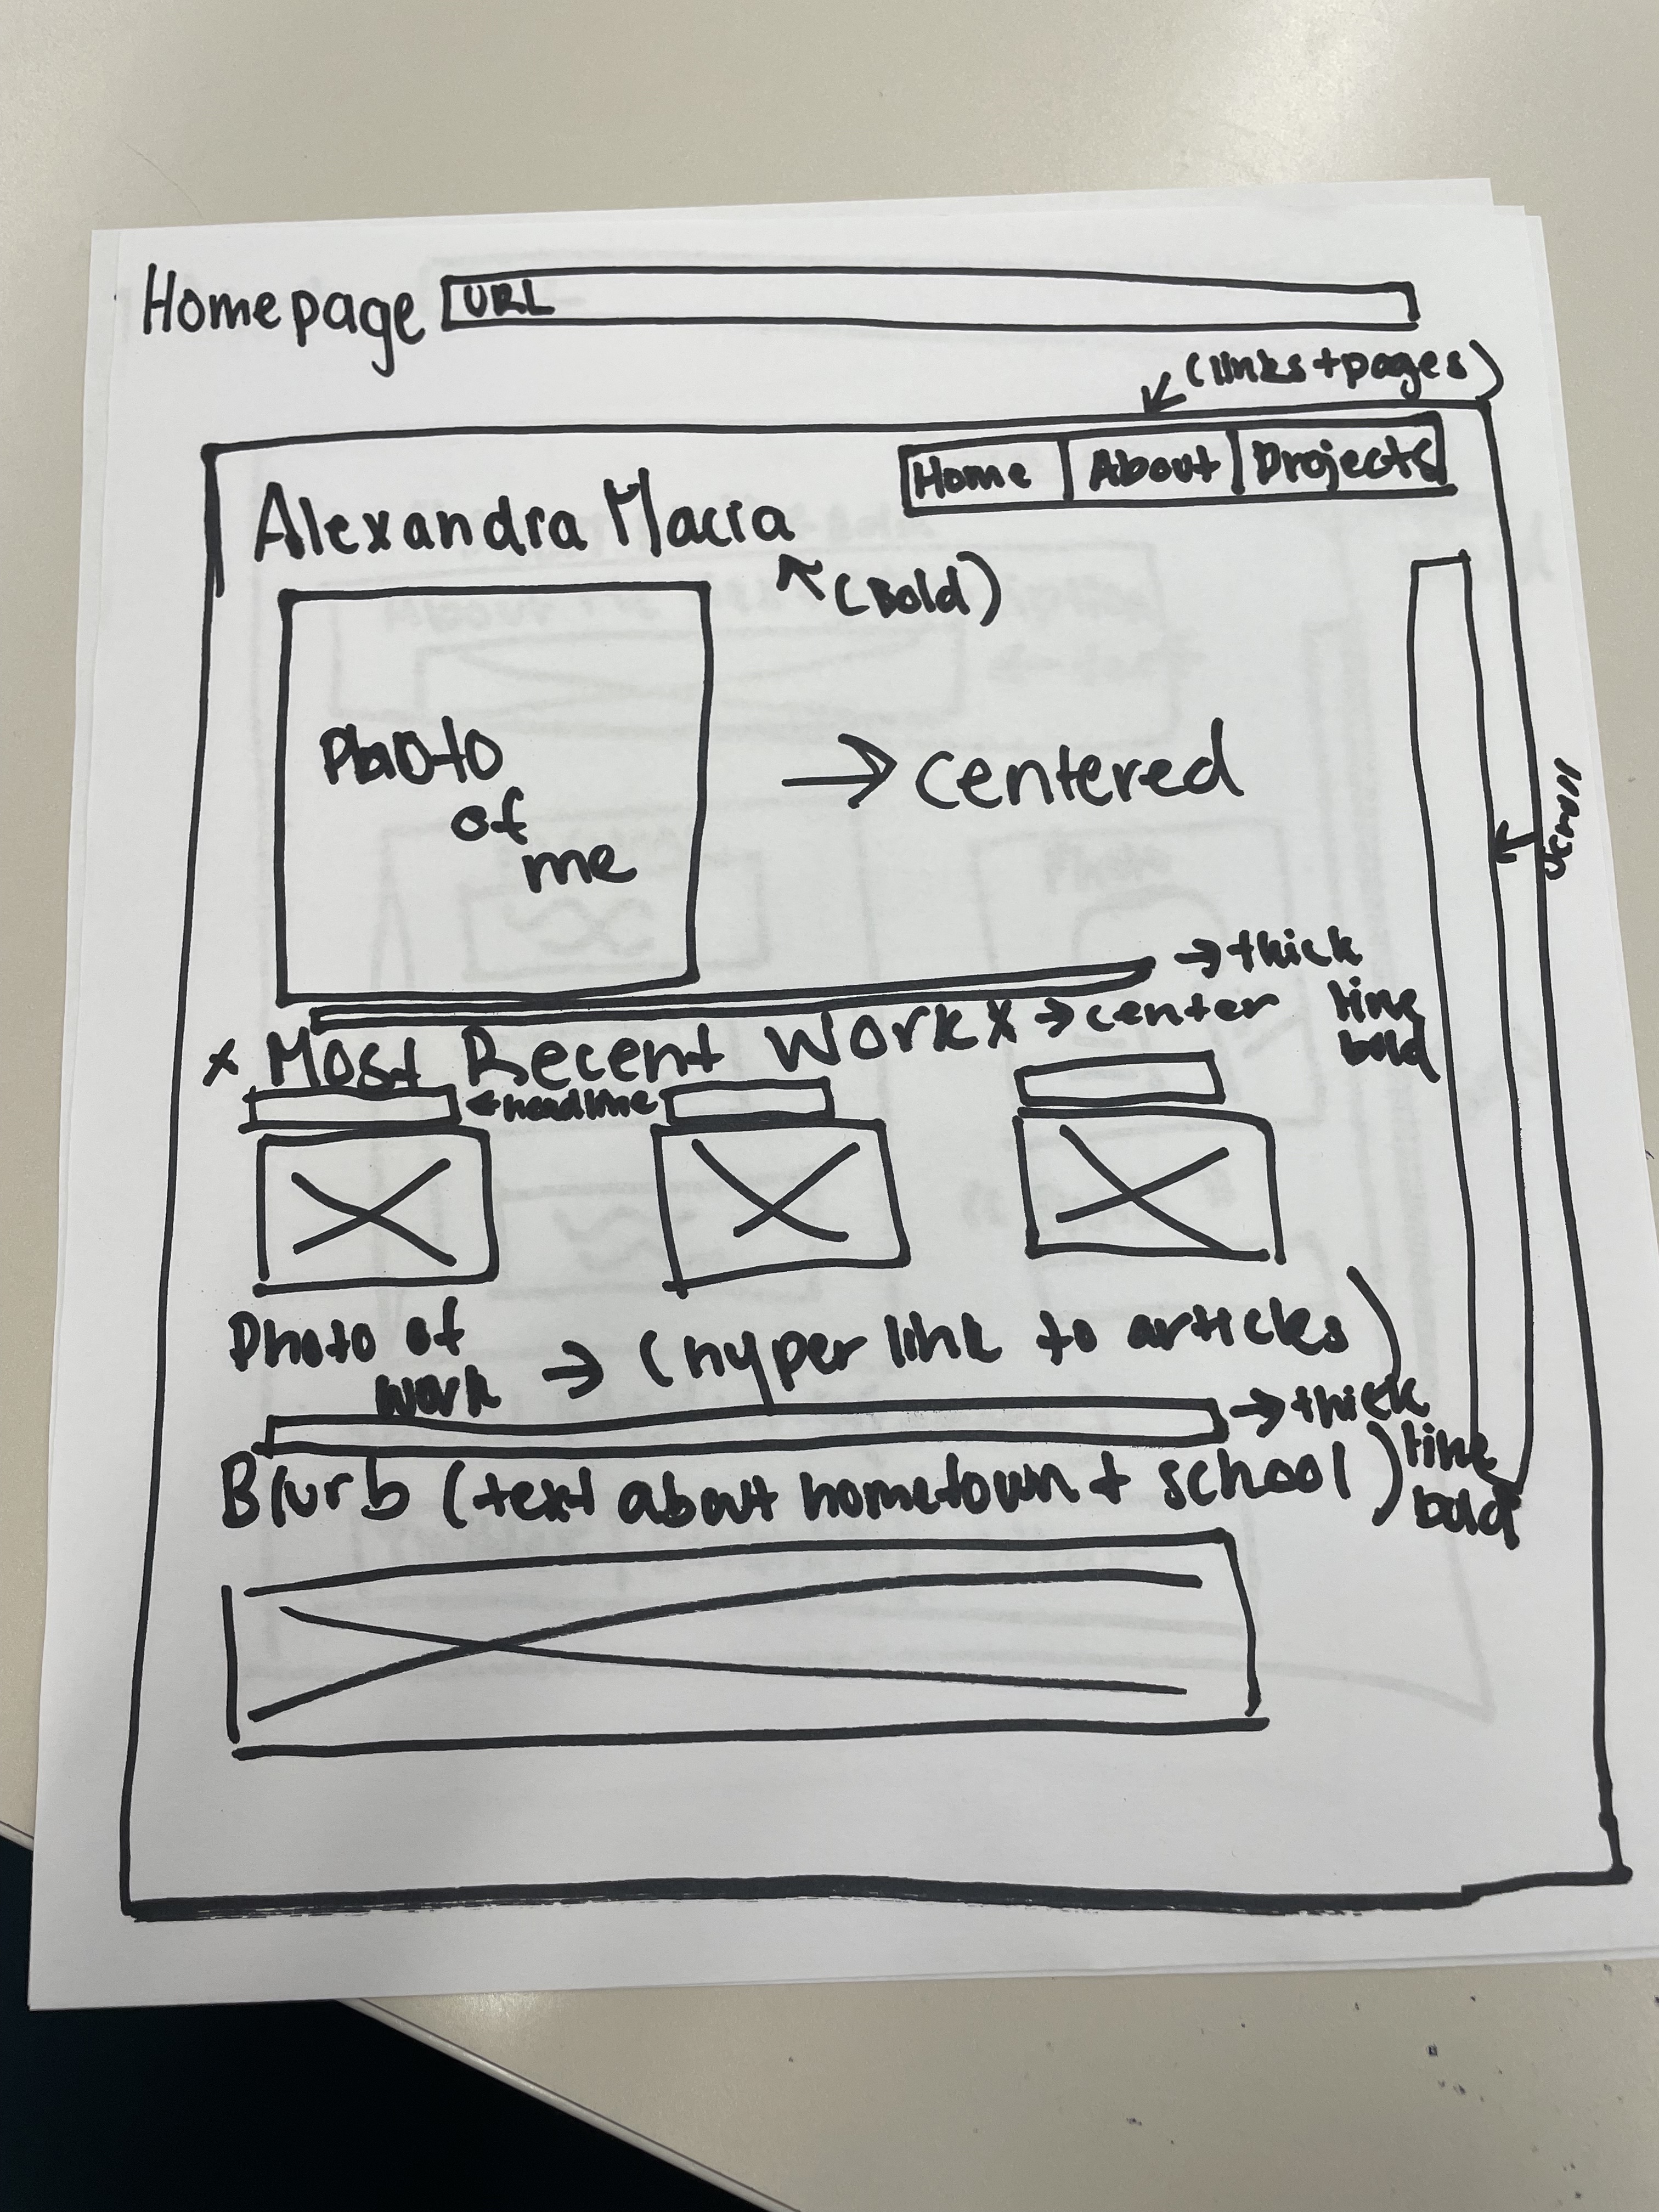 Homepage URL
(links + pages)
Home About Projects
Alexandra Macia
(Bold)
Photo
of
me
→ centered
scroll
→ thick
line
bold
x Most Recent Work x → center
← headline
Photo of
work → (hyper link to articles)
→ thick
line
bold
Blurb (text about hometown + school)